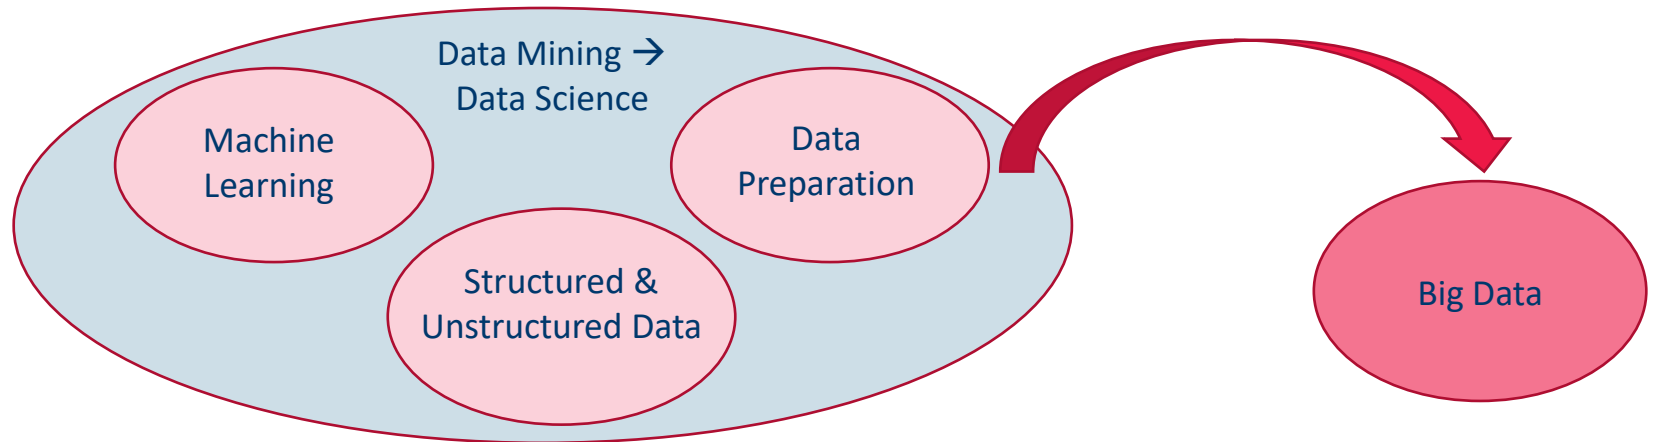 Data Mining →
Data Science
Machine
Learning
Data
Preparation
Structured &
Unstructured Data
Big Data